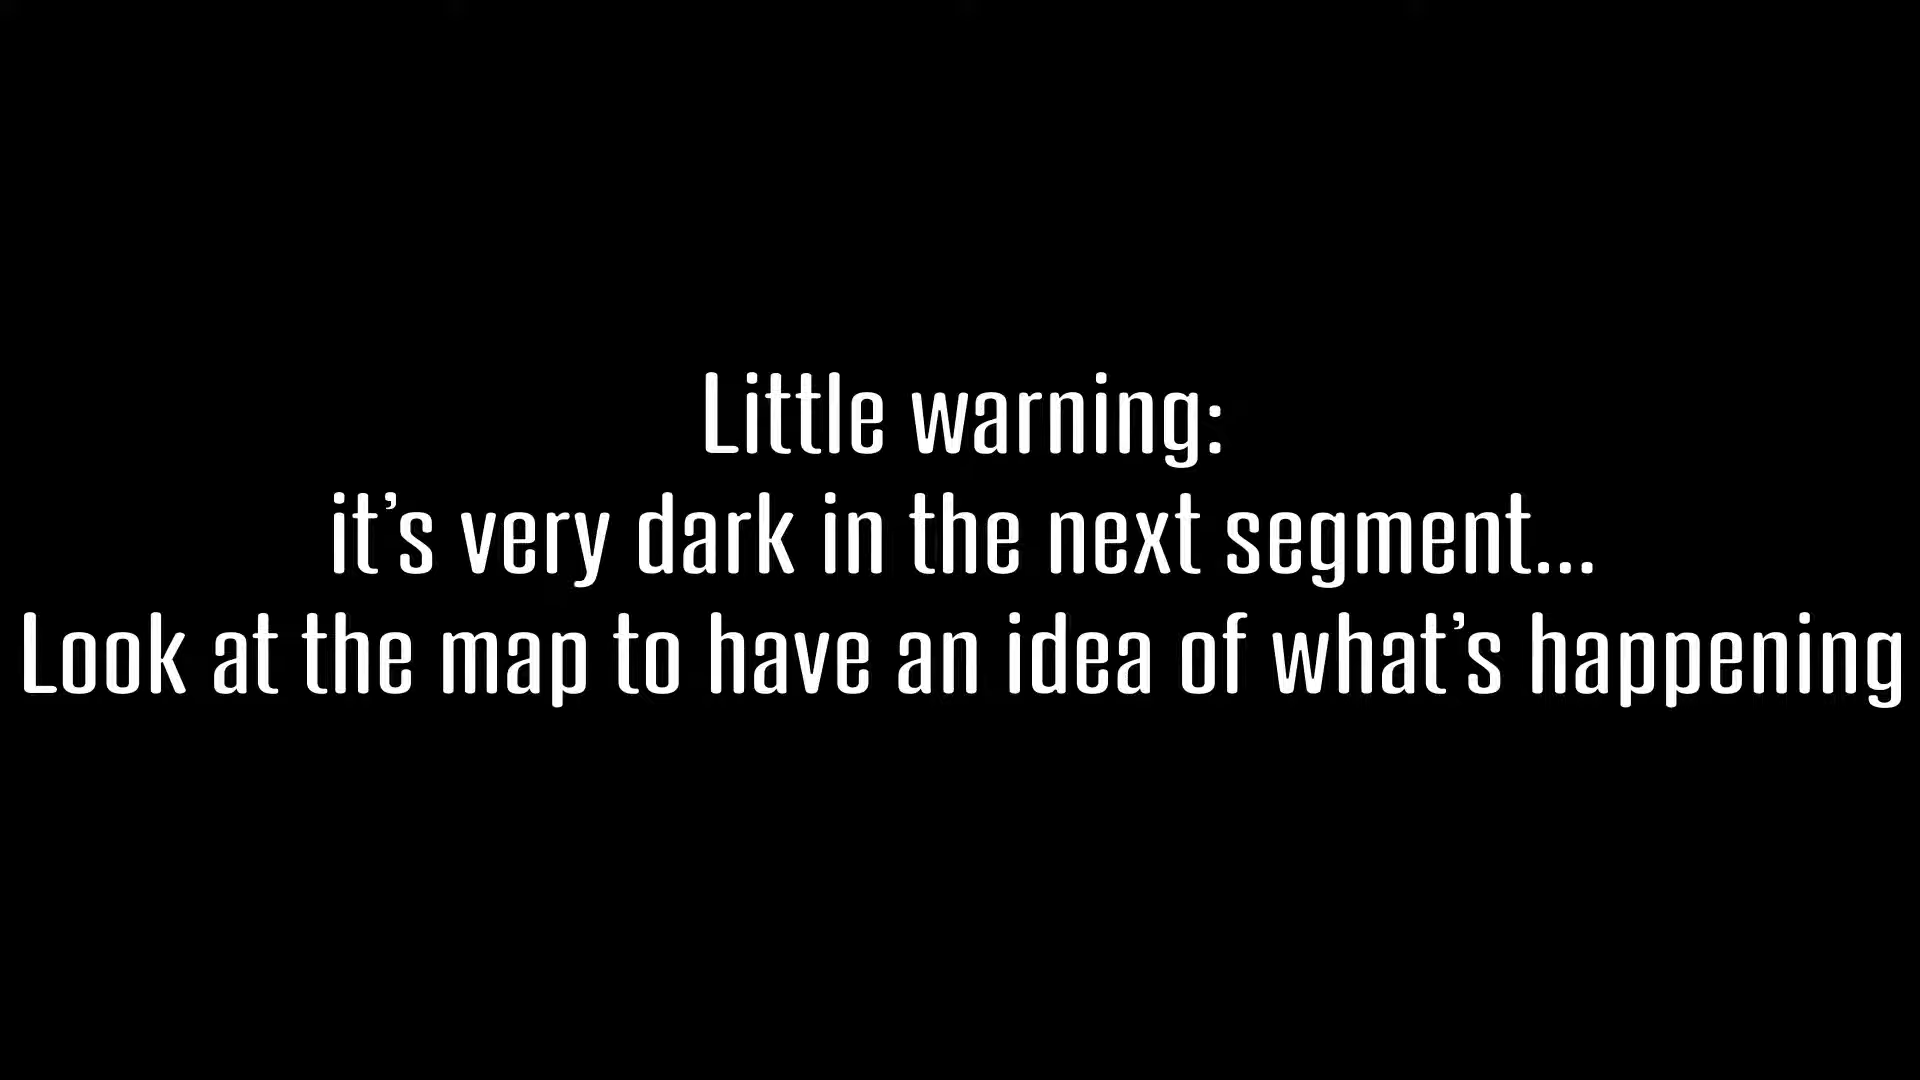 Little warning:
it’s very dark in the next segment...
Look at the map to have an idea of what’s happening